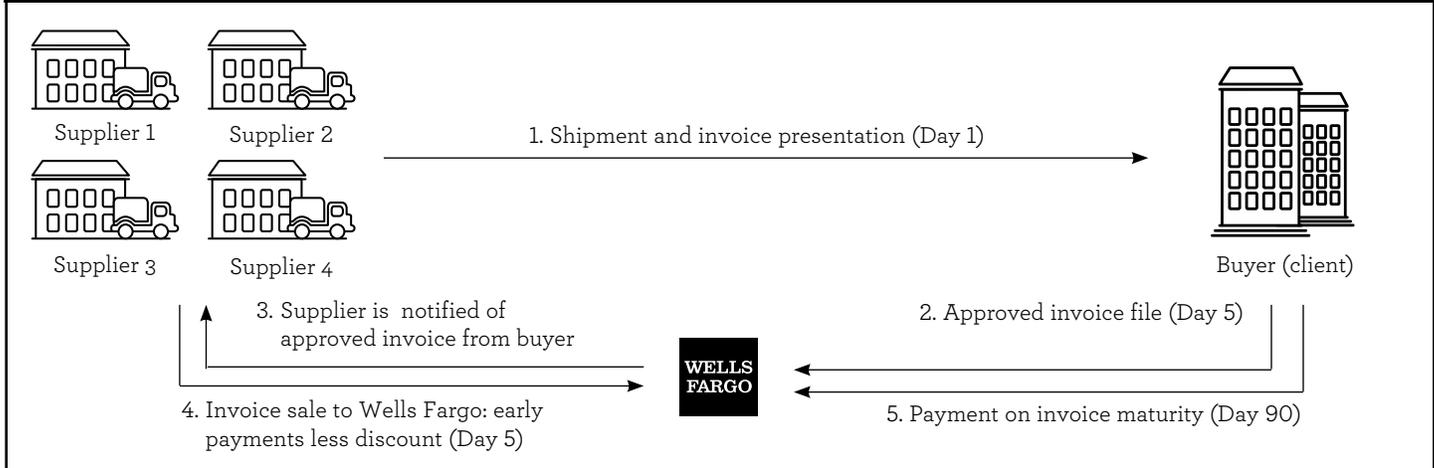 Supplier 1
Supplier 2
1. Shipment and invoice presentation (Day 1)
Supplier 3
Supplier 4
Buyer (client)
3. Supplier is notified of
approved invoice from buyer
2. Approved invoice file (Day 5)
WELLS
FARGO
4. Invoice sale to Wells Fargo: early
payments less discount (Day 5)
5. Payment on invoice maturity (Day 90)